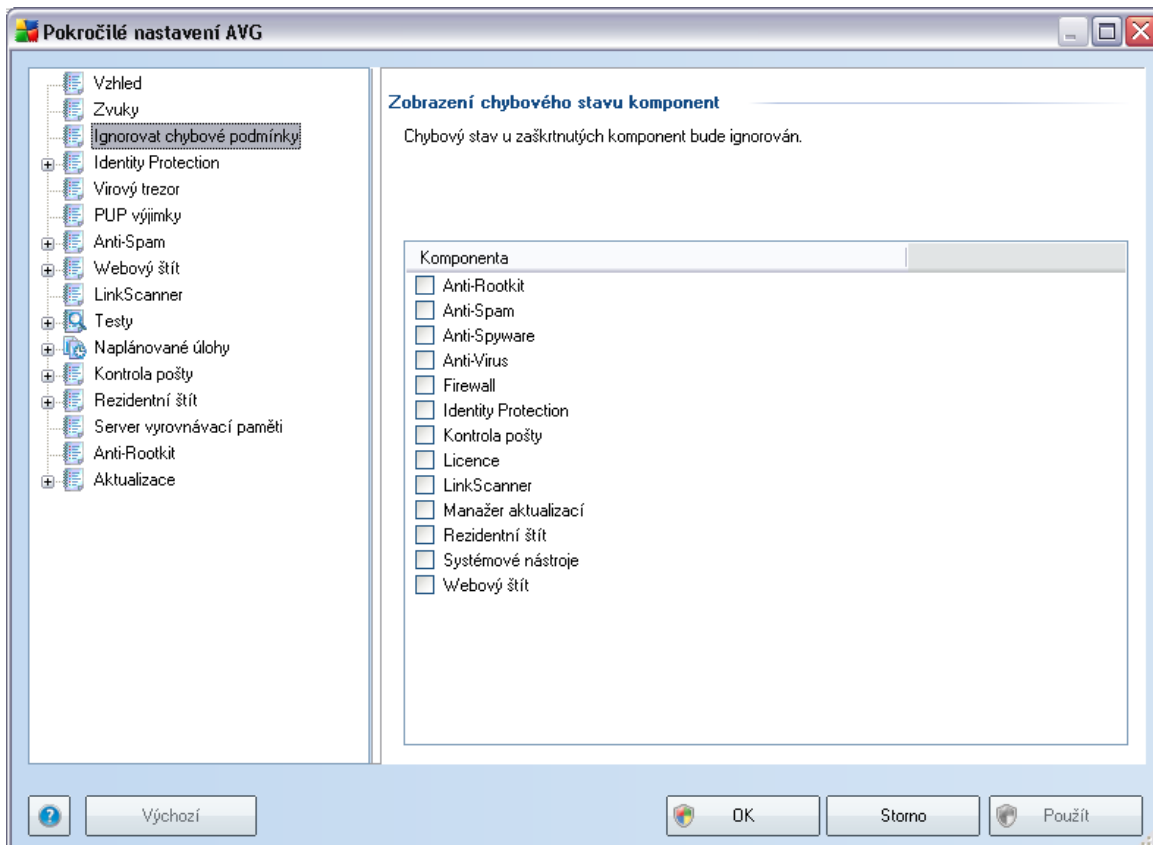 Pokročilé nastavení AVG
Vzhled
Zvuky
Ignorovat chybové podmínky
Identity Protection
Virový trezor
PUP výjimky
Anti-Spam
Webový štít
LinkScanner
Testy
Naplánované úlohy
Kontrola pošty
Rezidentní štít
Server vyrovnávací paměti
Anti-Rootkit
Aktualizace
Zobrazení chybového stavu komponent
Chybový stav u zaškrtnutých komponent bude ignorován.
Komponenta
Anti-Rootkit
Anti-Spam
Anti-Spyware
Anti-Virus
Firewall
Identity Protection
Kontrola pošty
Licence
LinkScanner
Manažer aktualizací
Rezidentní štít
Systémové nástroje
Webový štít
Výchozí
OK
Storno
Použít